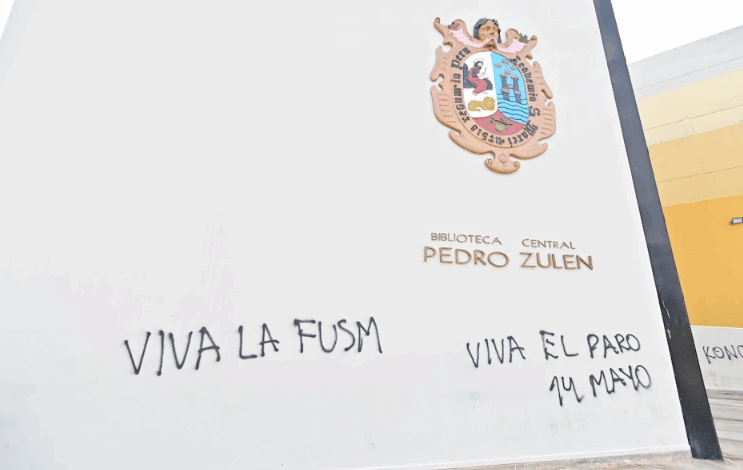 BIBLIOTECA CENTRAL
PEDRO ZULEN
VIVA LA FUSM
VIVA EL PARO
14 MAYO